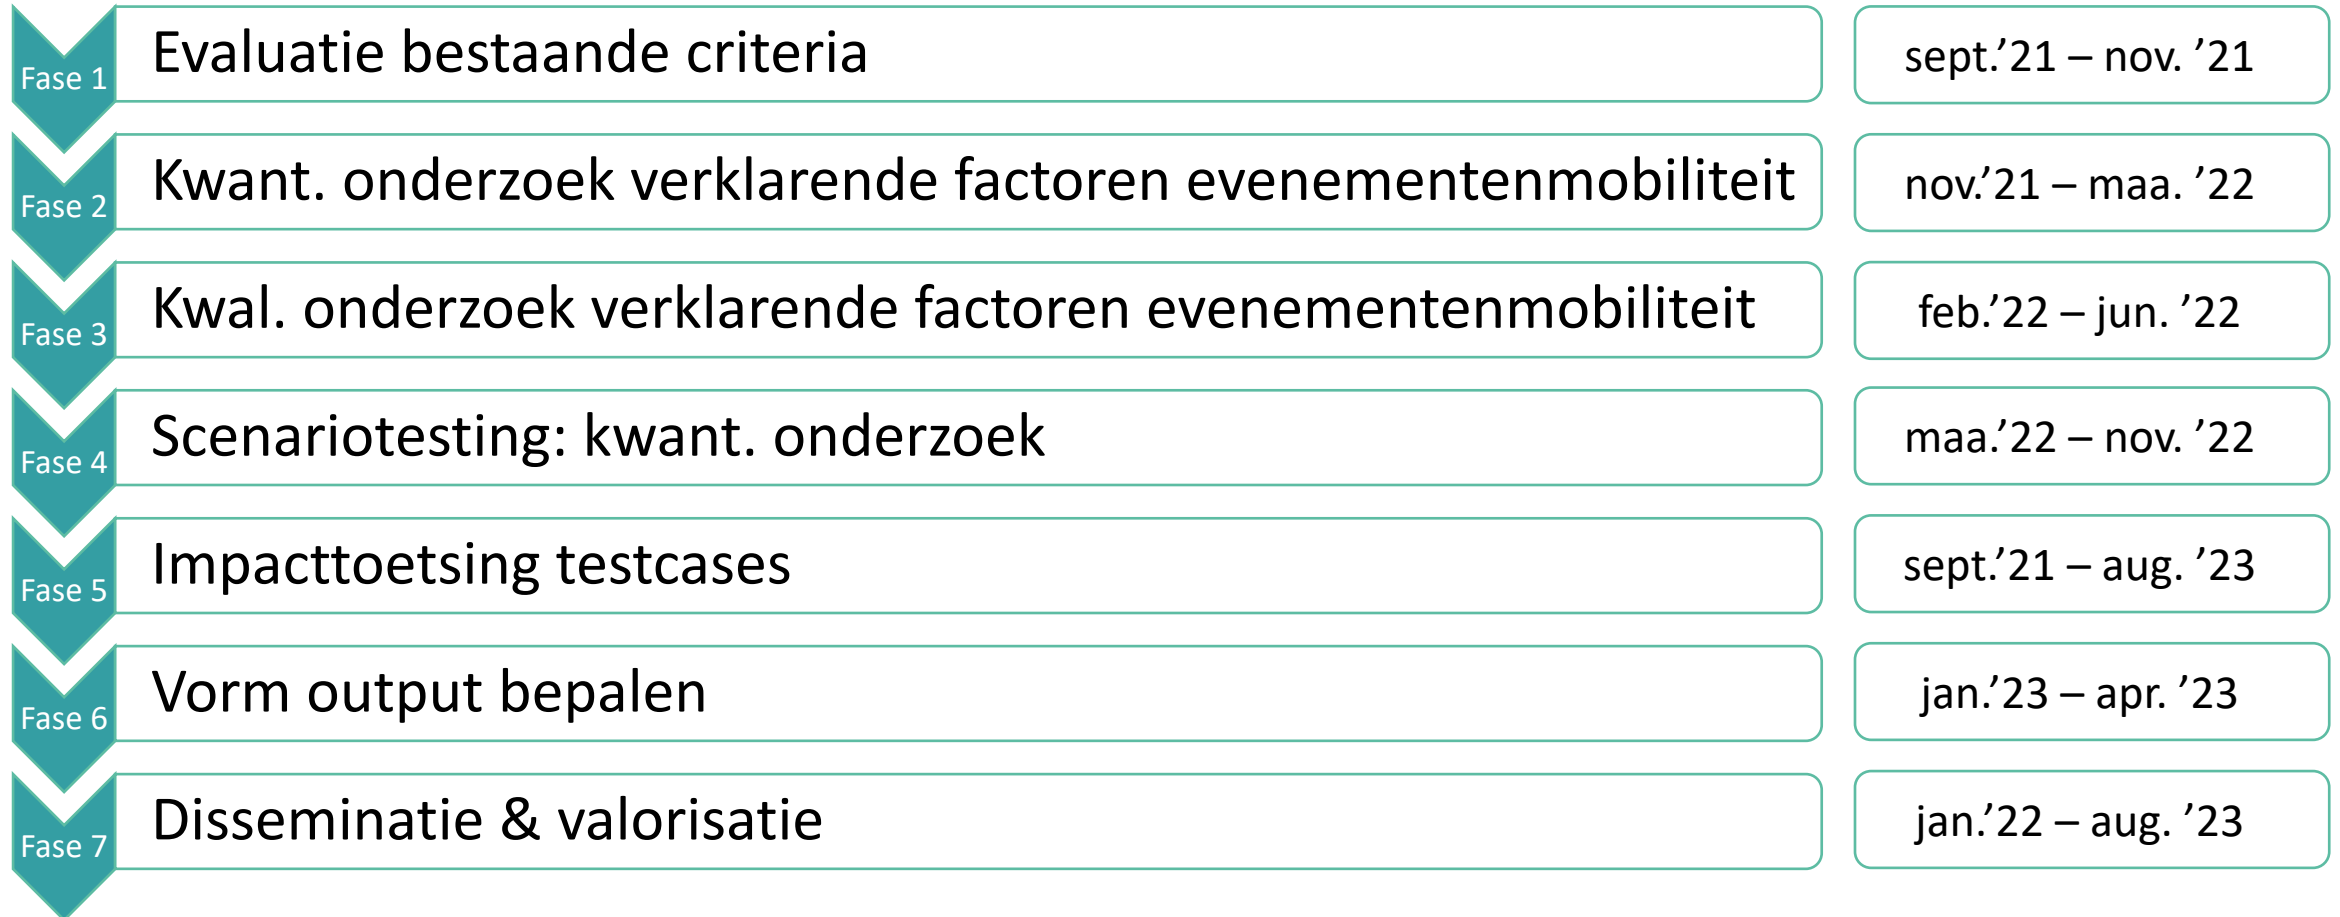 Fase 1
Evaluatie bestaande criteria
sept.’21 – nov. ’21
Fase 2
Kwant. onderzoek verklarende factoren evenementenmobiliteit
nov.’21 – maa. ’22
Fase 3
Kwal. onderzoek verklarende factoren evenementenmobiliteit
feb.’22 – jun. ’22
Fase 4
Scenariotesting: kwant. onderzoek
maa.’22 – nov. ’22
Fase 5
Impacttoetsing testcases
sept.’21 – aug. ’23
Fase 6
Vorm output bepalen
jan.’23 – apr. ’23
Fase 7
Disseminatie & valorisatie
jan.’22 – aug. ’23